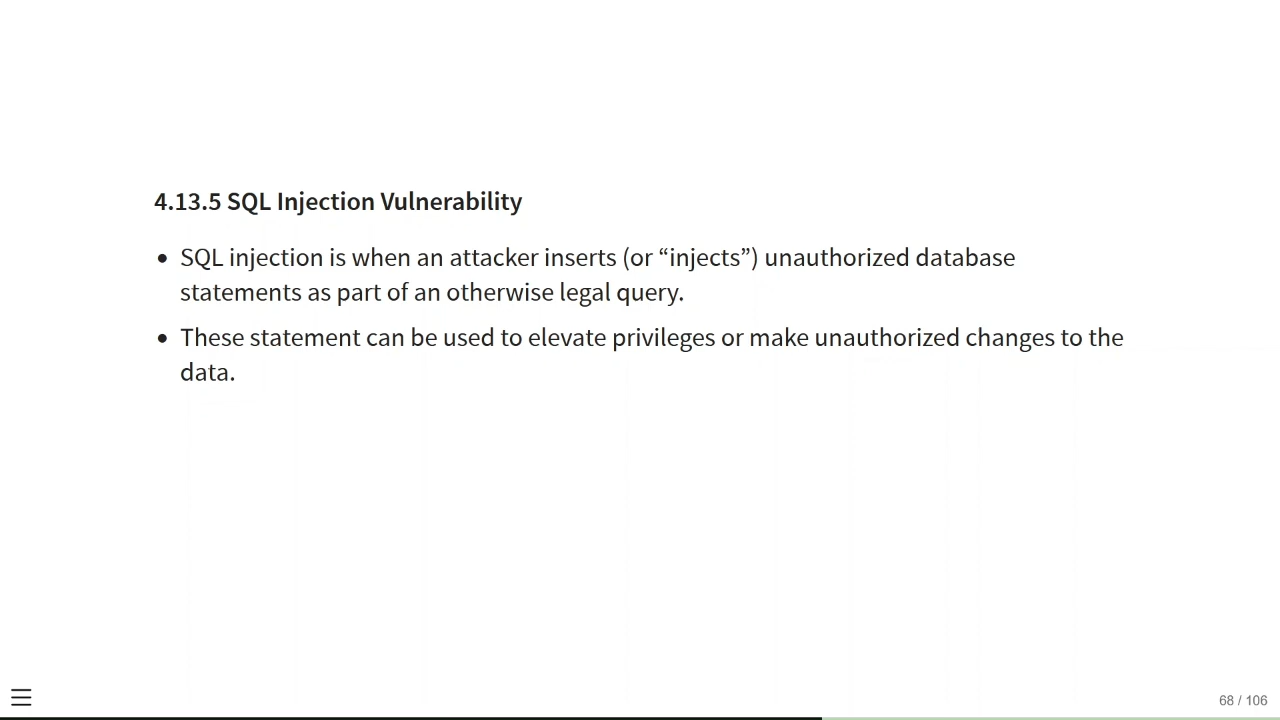 4.13.5 SQL Injection Vulnerability
• SQL injection is when an attacker inserts (or “injects”) unauthorized database
statements as part of an otherwise legal query.
• These statement can be used to elevate privileges or make unauthorized changes to the
data.
68 / 106